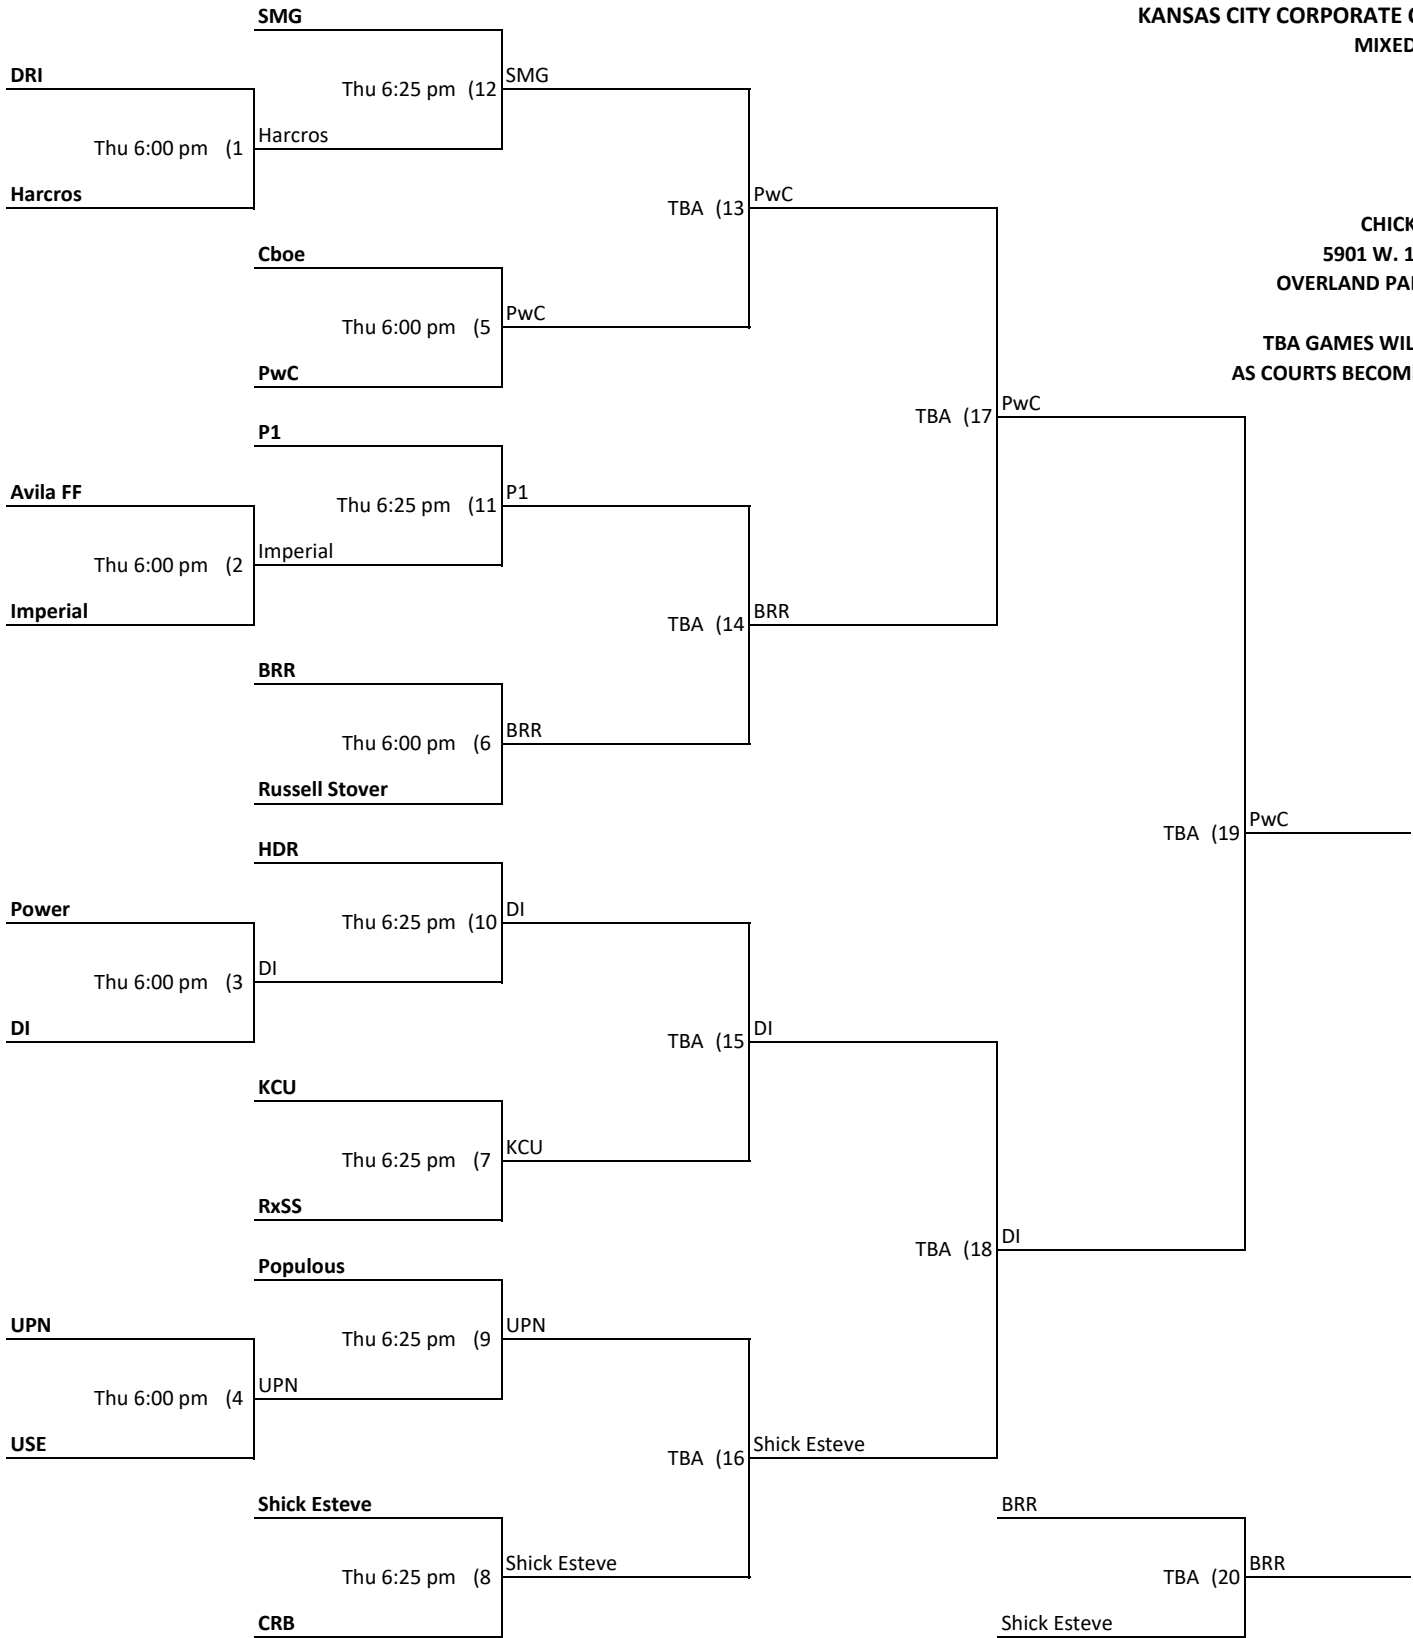 SMG
KANSAS CITY CORPORATE
MIXED
DRI
Thu 6:25 pm (12
SMG
Thu 6:00 pm (1
Harcros
Harcros
TBA (13
PwC
CHICK
5901 W. 1
OVERLAND PA
Cboe
Thu 6:00 pm (5
PwC
PwC
TBA GAMES WIL
AS COURTS BECOM
TBA (17
PwC
P1
Avila FF
Thu 6:25 pm (11
P1
Thu 6:00 pm (2
Imperial
Imperial
TBA (14
BRR
BRR
Thu 6:00 pm (6
BRR
Russell Stover
TBA (19
PwC
HDR
Power
Thu 6:25 pm (10
DI
Thu 6:00 pm (3
DI
DI
TBA (15
DI
KCU
Thu 6:25 pm (7
KCU
RxSS
TBA (18
DI
Populous
UPN
Thu 6:25 pm (9
UPN
Thu 6:00 pm (4
UPN
USE
TBA (16
Shick Esteve
Shick Esteve
BRR
Thu 6:25 pm (8
Shick Esteve
TBA (20
BRR
CRB
Shick Esteve